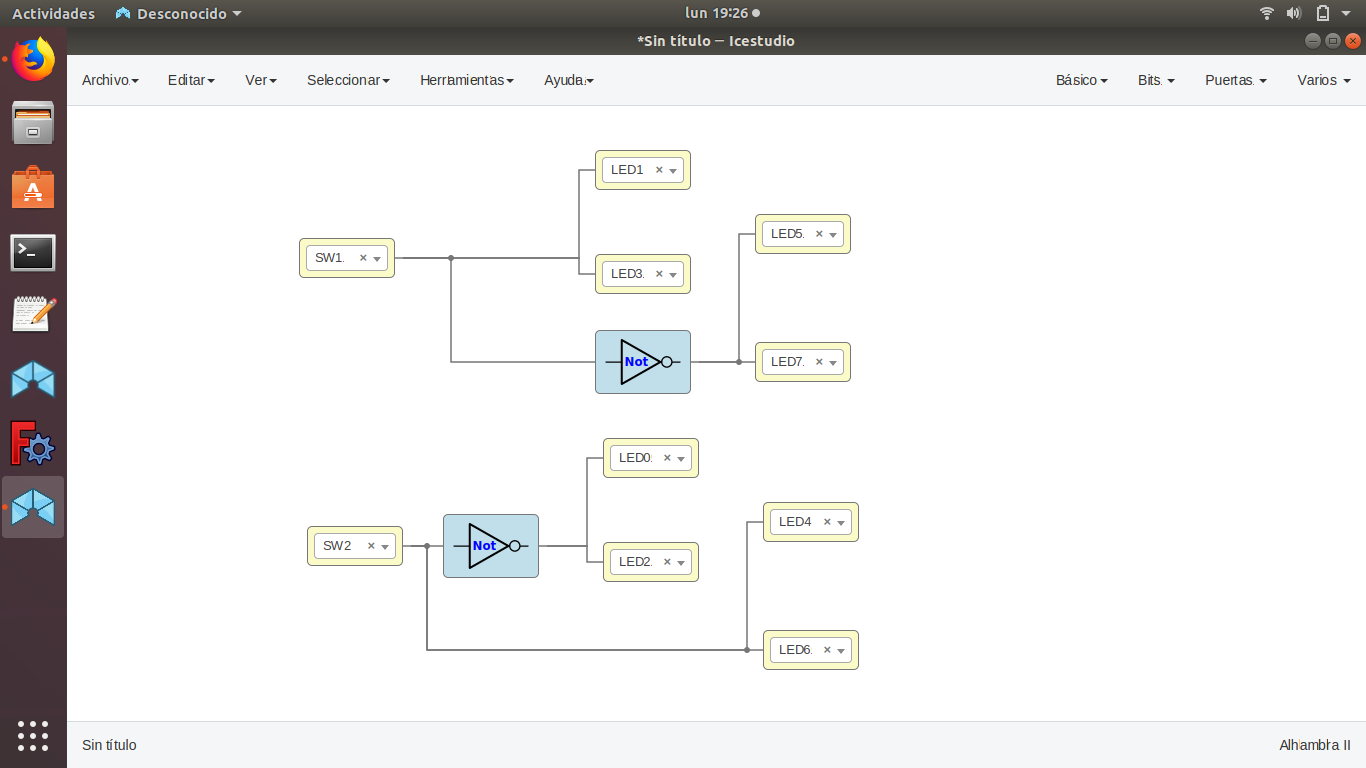 Actividades Desconocido lun 19:26
*Sin título — Icestudio
Archivo Editar Ver Seleccionar Herramientas Ayuda Básico Bits Puertas Varios
LED1
LED5
SW1
LED3
Not
LED7
LED0
LED4
SW2
Not
LED2
LED6
Sin título Alhambra II